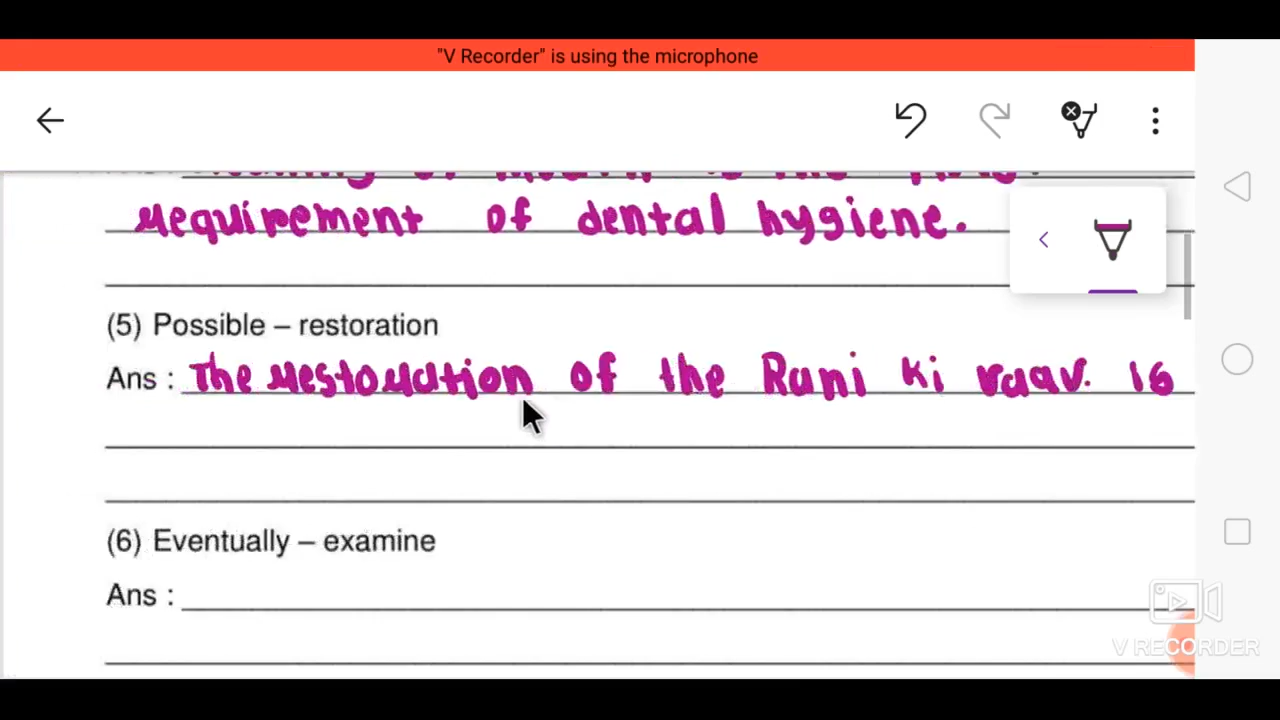 "V Recorder" is using the microphone
requirement of dental hygiene.
(5) Possible – restoration
Ans : The restoration of the Rani ki vaav. is
(6) Eventually – examine
Ans :
V RECORDER